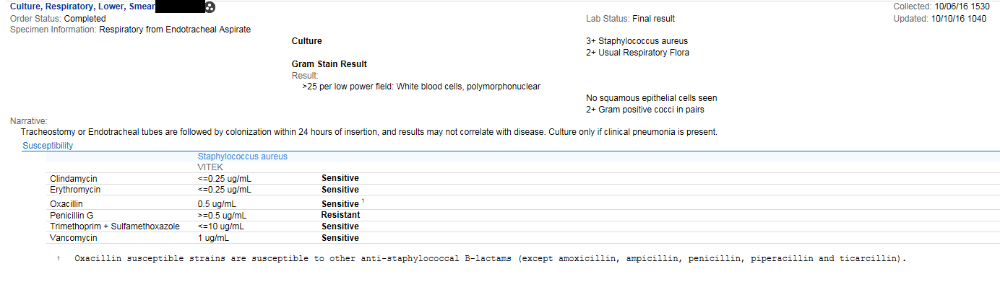 Culture, Respiratory, Lower, Smear Collected: 10/06/16 1530
Order Status: Completed Lab Status: Final result Updated: 10/10/16 1040
Specimen Information: Respiratory from Endotracheal Aspirate
Culture 3+ Staphylococcus aureus
2+ Usual Respiratory Flora
Gram Stain Result
Result:
>25 per low power field: White blood cells, polymorphonuclear
No squamous epithelial cells seen
2+ Gram positive cocci in pairs
Narrative:
Tracheostomy or Endotracheal tubes are followed by colonization within 24 hours of insertion, and results may not correlate with disease. Culture only if clinical pneumonia is present.
Susceptibility
Staphylococcus aureus
VITEK
Clindamycin <=0.25 ug/mL Sensitive
Erythromycin <=0.25 ug/mL Sensitive
Oxacillin 0.5 ug/mL Sensitive 1
Penicillin G >=0.5 ug/mL Resistant
Trimethoprim + Sulfamethoxazole <=10 ug/mL Sensitive
Vancomycin 1 ug/mL Sensitive
1 Oxacillin susceptible strains are susceptible to other anti-staphylococcal B-lactams (except amoxicillin, ampicillin, penicillin, piperacillin and ticarcillin).